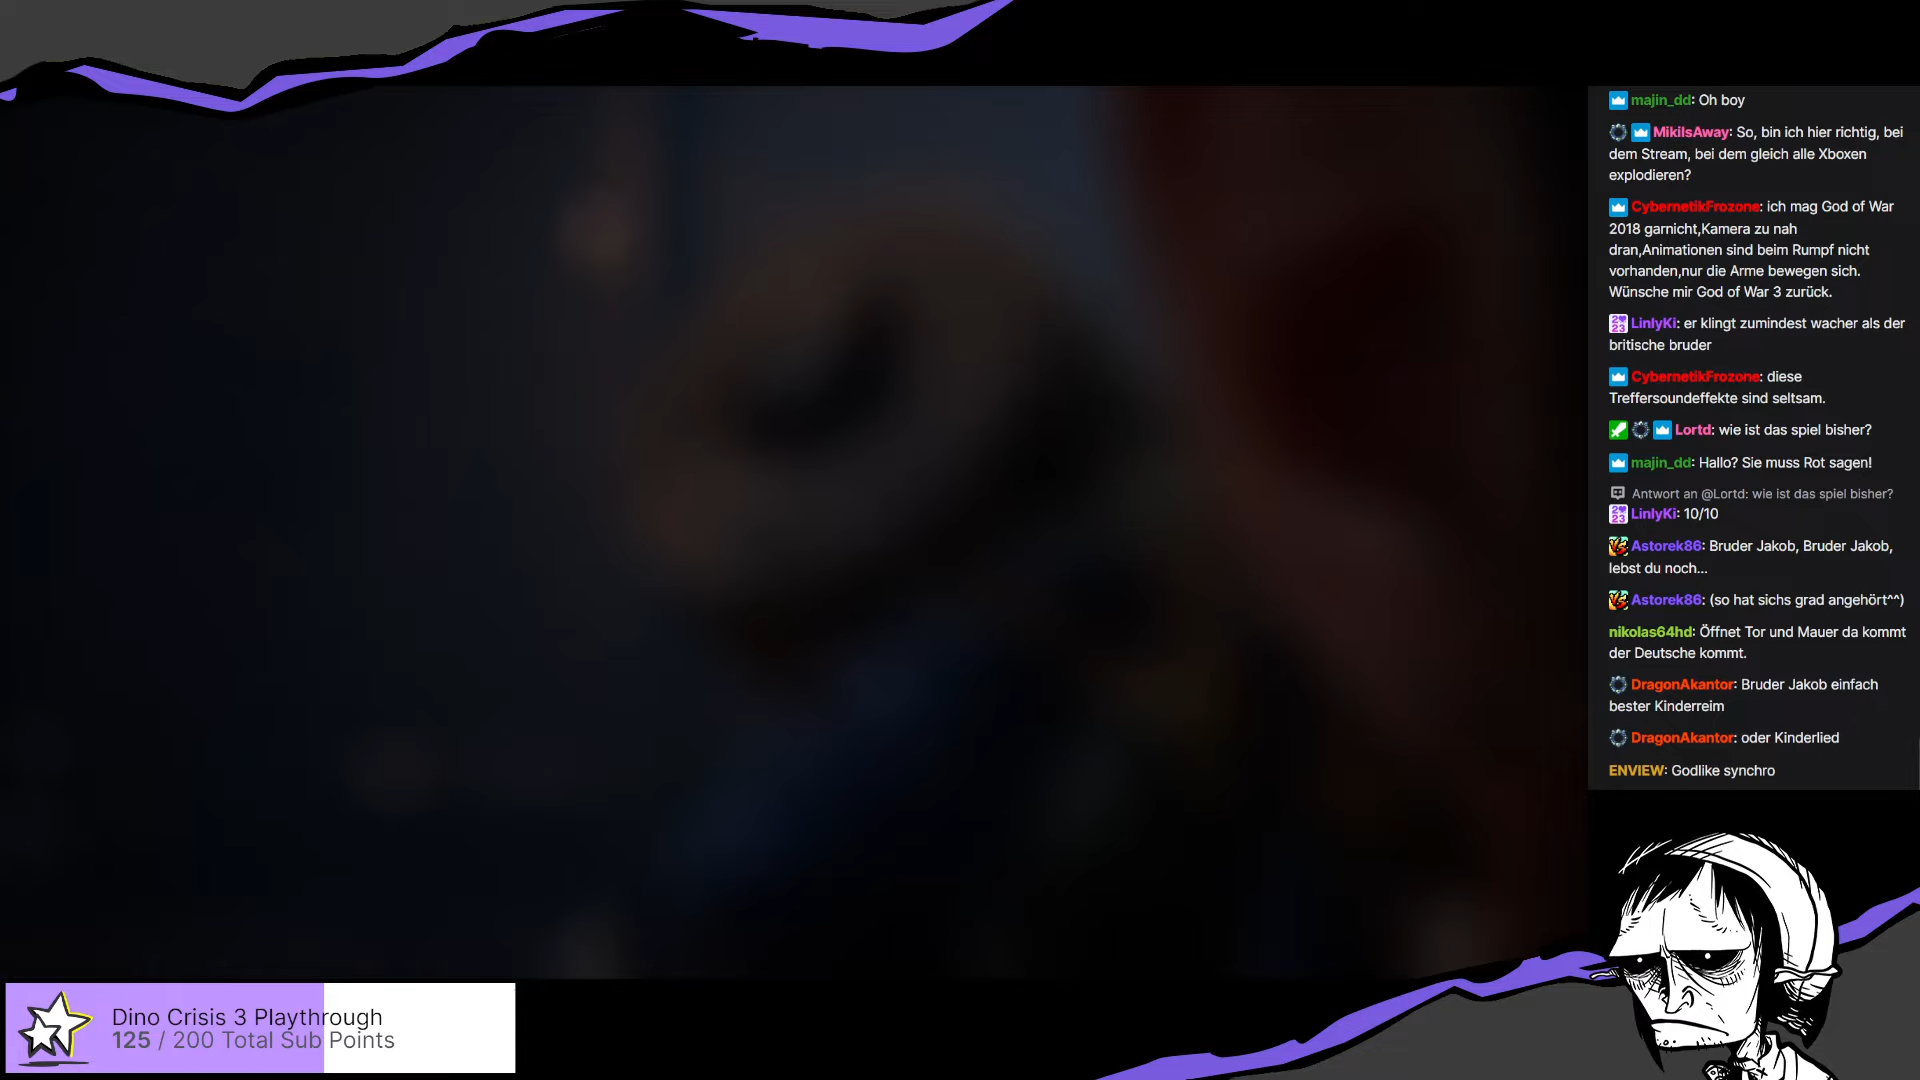 majin_dd: Oh boy
MikiIsAway: So, bin ich hier richtig, bei
dem Stream, bei dem gleich alle Xboxen
explodieren?
CybernetikFrozone: ich mag God of War
2018 garnicht,Kamera zu nah
dran,Animationen sind beim Rumpf nicht
vorhanden,nur die Arme bewegen sich.
Wünsche mir God of War 3 zurück.
LinlyKi: er klingt zumindest wacher als der
britische bruder
CybernetikFrozone: diese
Treffersoundeffekte sind seltsam.
Lortd: wie ist das spiel bisher?
majin_dd: Hallo? Sie muss Rot sagen!
Antwort an @Lortd: wie ist das spiel bisher?
LinlyKi: 10/10
Astorek86: Bruder Jakob, Bruder Jakob,
lebst du noch...
Astorek86: (so hat sichs grad angehört^^)
nikolas64hd: Öffnet Tor und Mauer da kommt
der Deutsche kommt.
DragonAkantor: Bruder Jakob einfach
bester Kinderreim
DragonAkantor: oder Kinderlied
ENVIEW: Godlike synchro
Dino Crisis 3 Playthrough
125 / 200 Total Sub Points